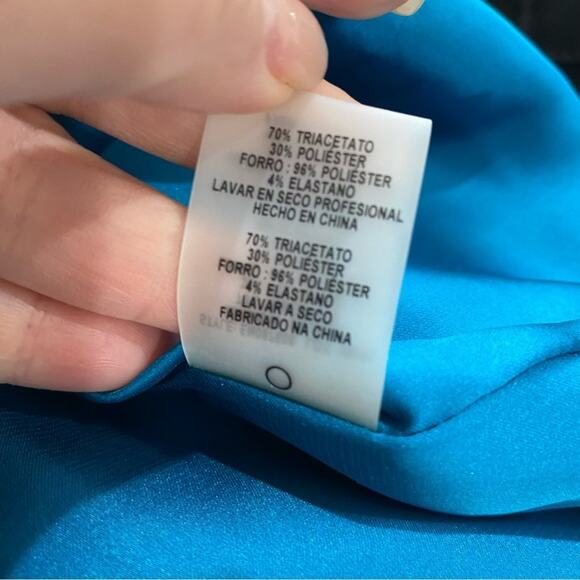 70% TRIACETATO
30% POLIÉSTER
FORRO : 96% POLIÉSTER
4% ELASTANO
LAVAR EN SECO PROFESIONAL
HECHO EN CHINA
70% TRIACETATO
30% POLIÉSTER
FORRO : 96% POLIÉSTER
4% ELASTANO
LAVAR A SECO
FABRICADO NA CHINA